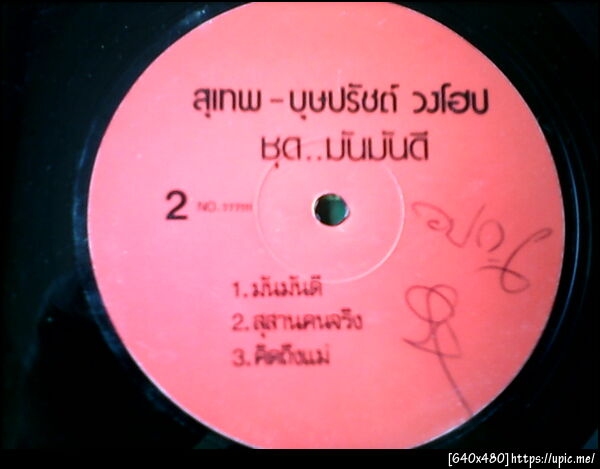 สุเทพ - บุษปรัชต์ วงโฮป
ชุด..มันมันดี
2 NO.
1. มันมันดี
2. สุสานคนจริง
3. คิดถึงแม่
[640x480]https://upic.me/